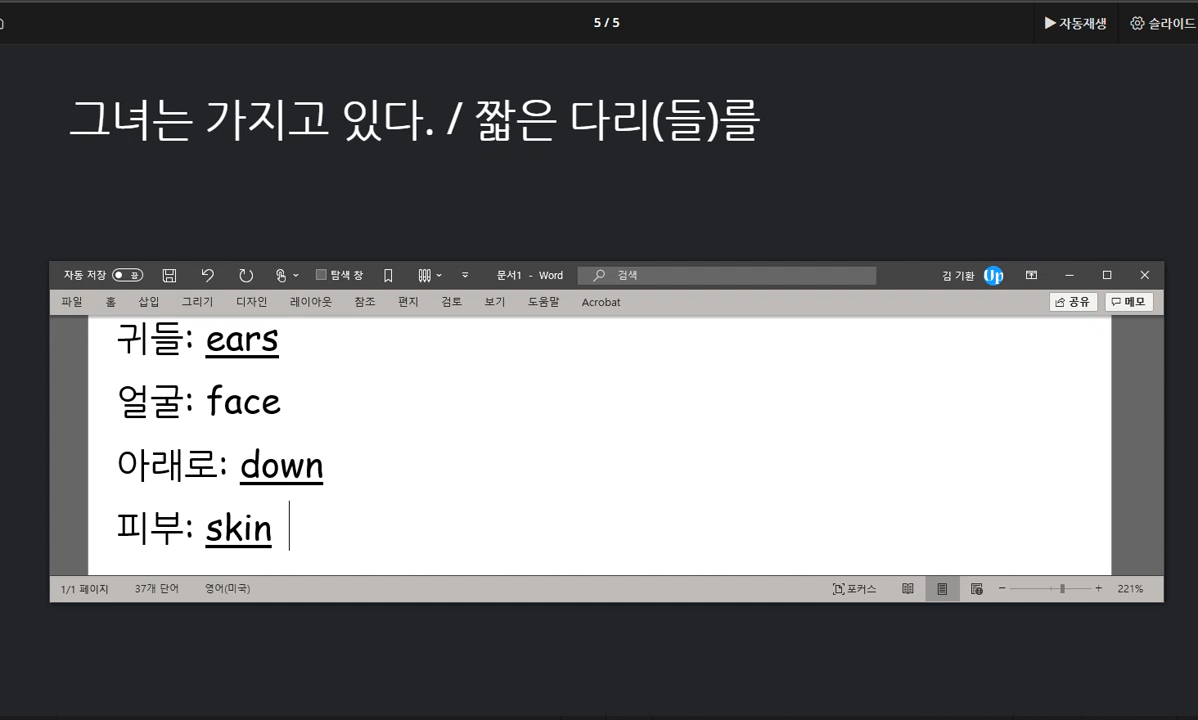 5 / 5
▶ 자동재생
슬라이드
그녀는 가지고 있다. / 짧은 다리(들)를
자동 저장 끔
탐색 창
문서1 - Word
검색
김 기환
Up
파일 홈 삽입 그리기 디자인 레이아웃 참조 편지 검토 보기 도움말 Acrobat
공유 메모
귀들: ears
얼굴: face
아래로: down
피부: skin
1/1 페이지 37개 단어 영어(미국)
포커스
221%